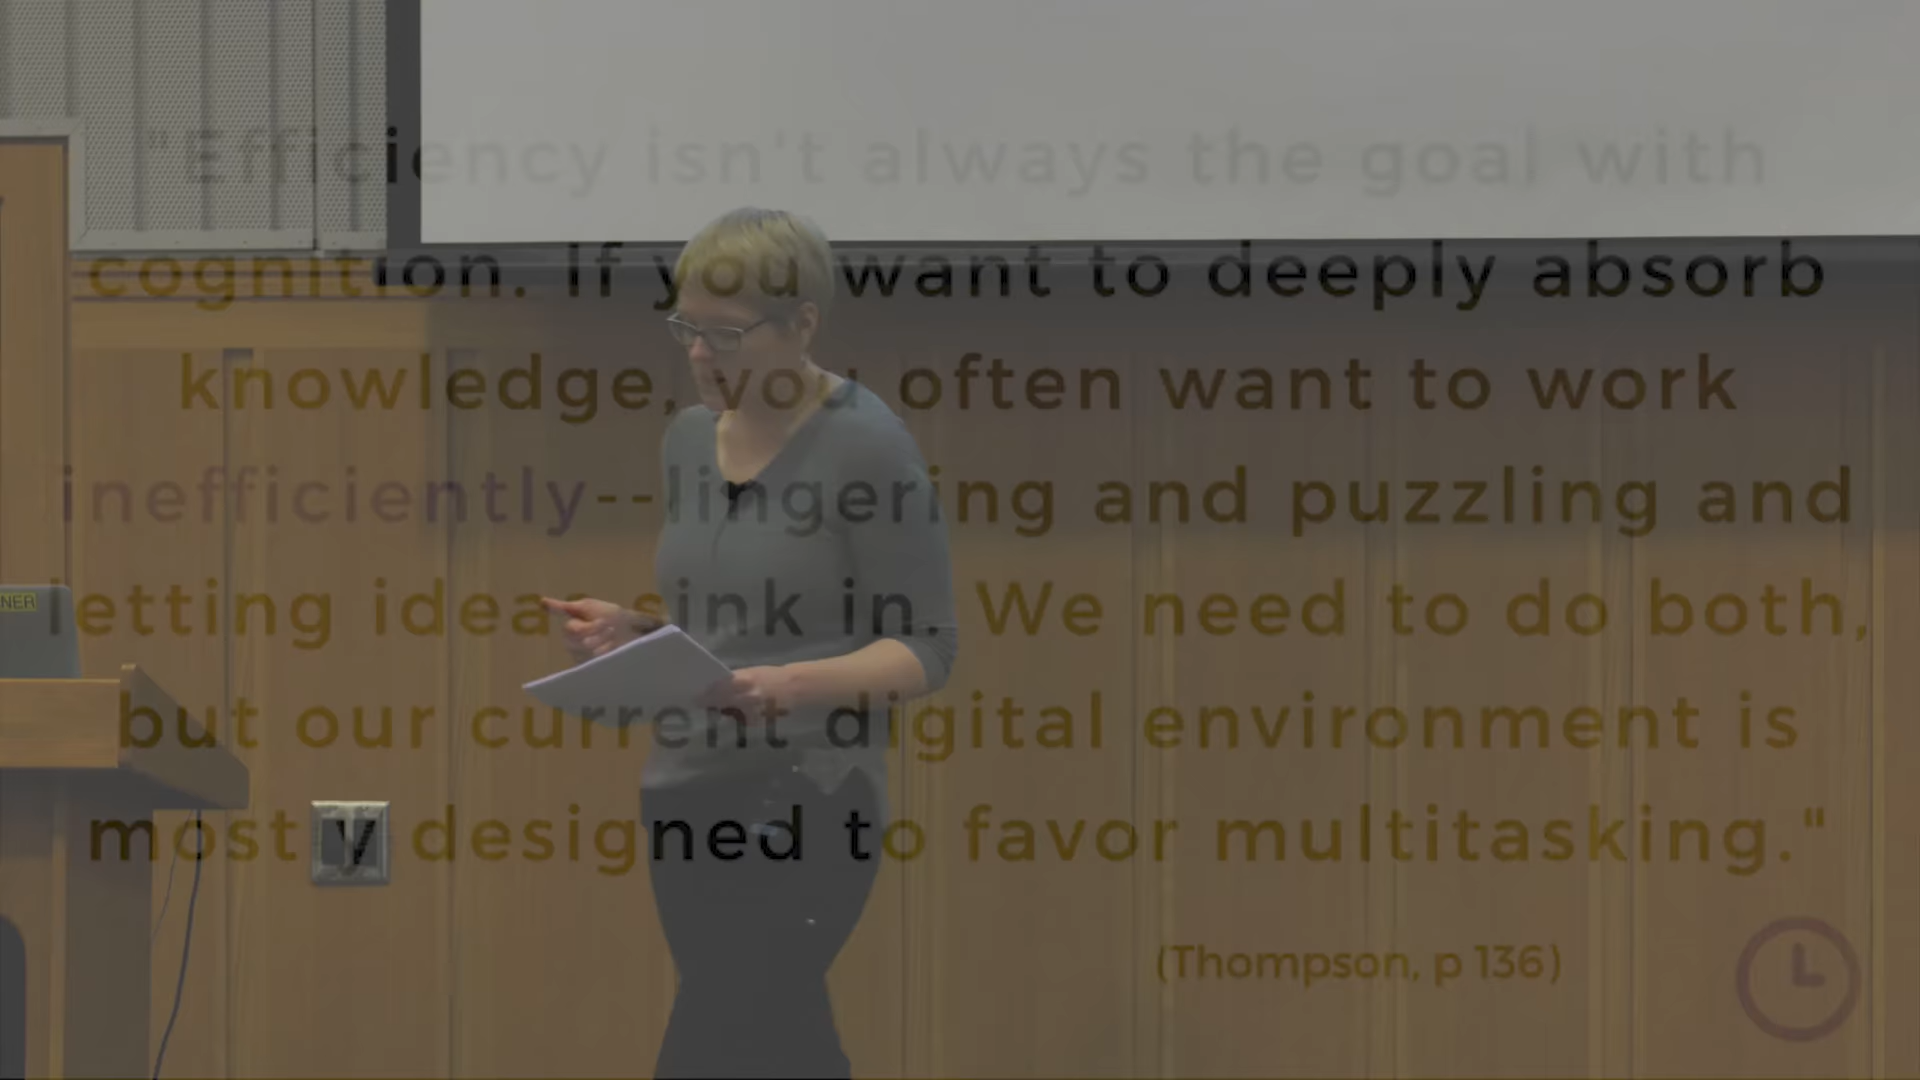 "Efficiency isn't always the goal with
cognition. If you want to deeply absorb
knowledge, you often want to work
inefficiently--lingering and puzzling and
letting ideas sink in. We need to do both,
but our current digital environment is
mostly designed to favor multitasking."
(Thompson, p 136)
NER